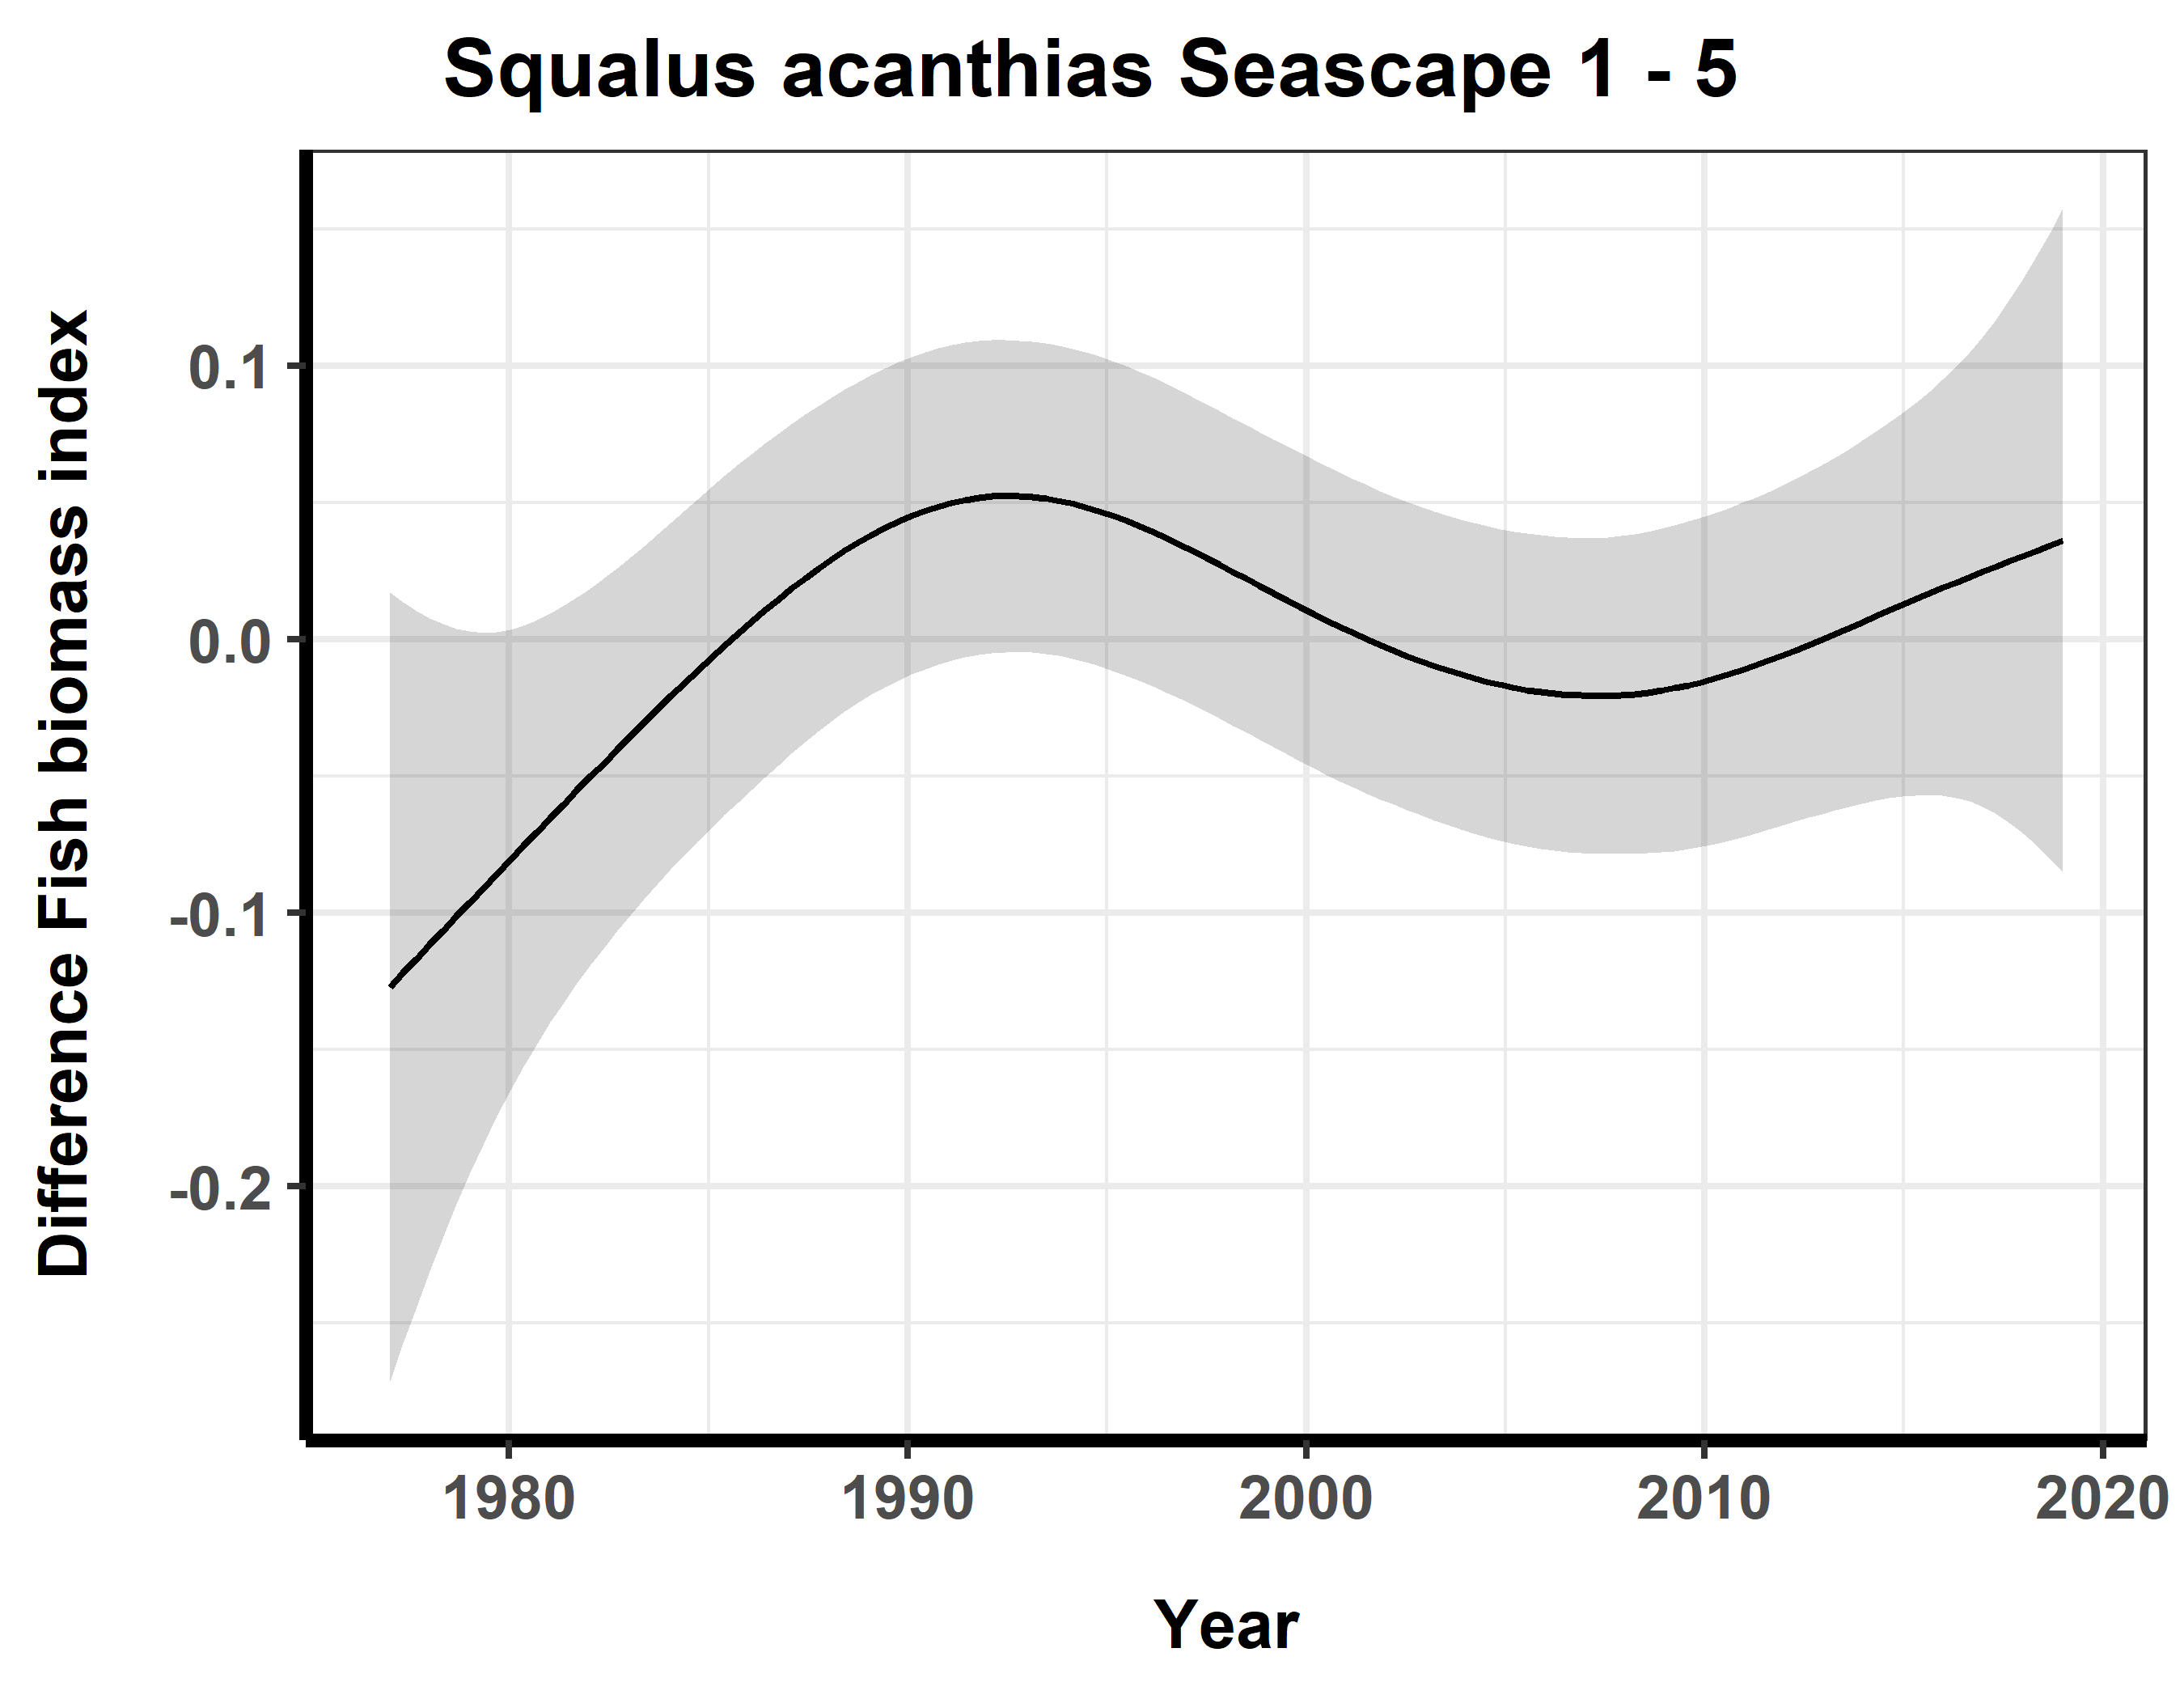 Squalus acanthias Seascape 1 - 5
Difference Fish biomass index
0.1
0.0
-0.1
-0.2
1980 1990 2000 2010 2020
Year